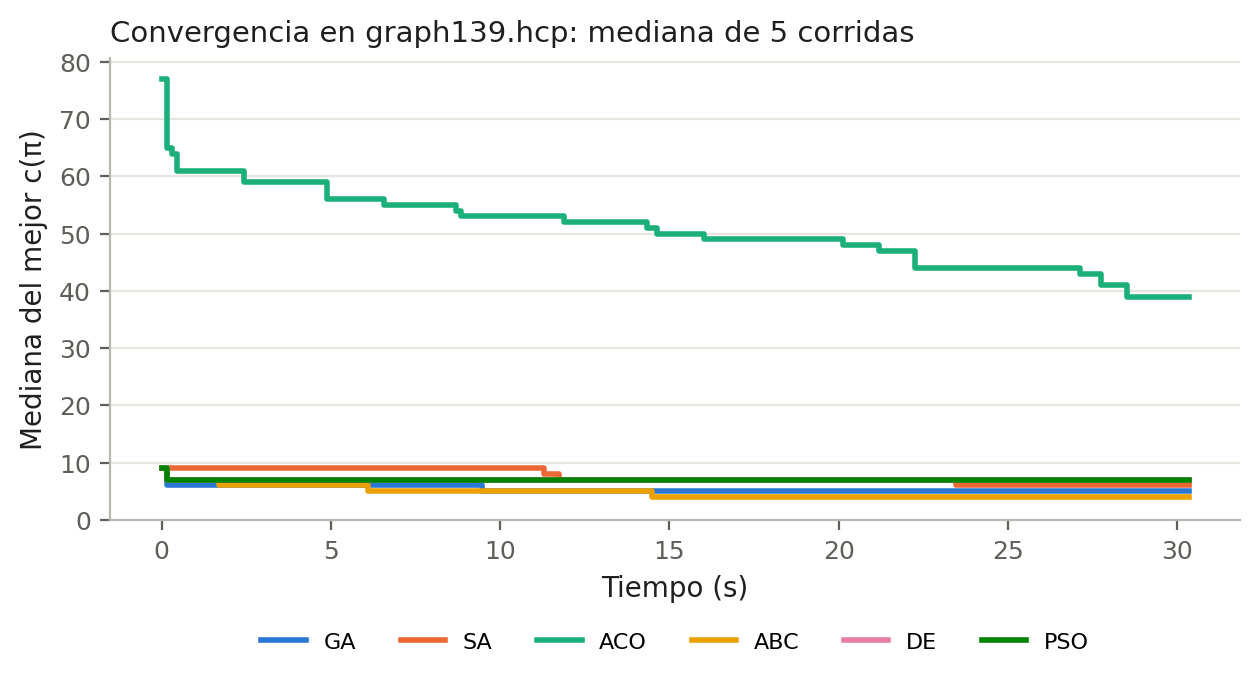 Convergencia en graph139.hcp: mediana de 5 corridas
Mediana del mejor c(π)
80
70
60
50
40
30
20
10
0
0 5 10 15 20 25 30
Tiempo (s)
GA SA ACO ABC DE PSO